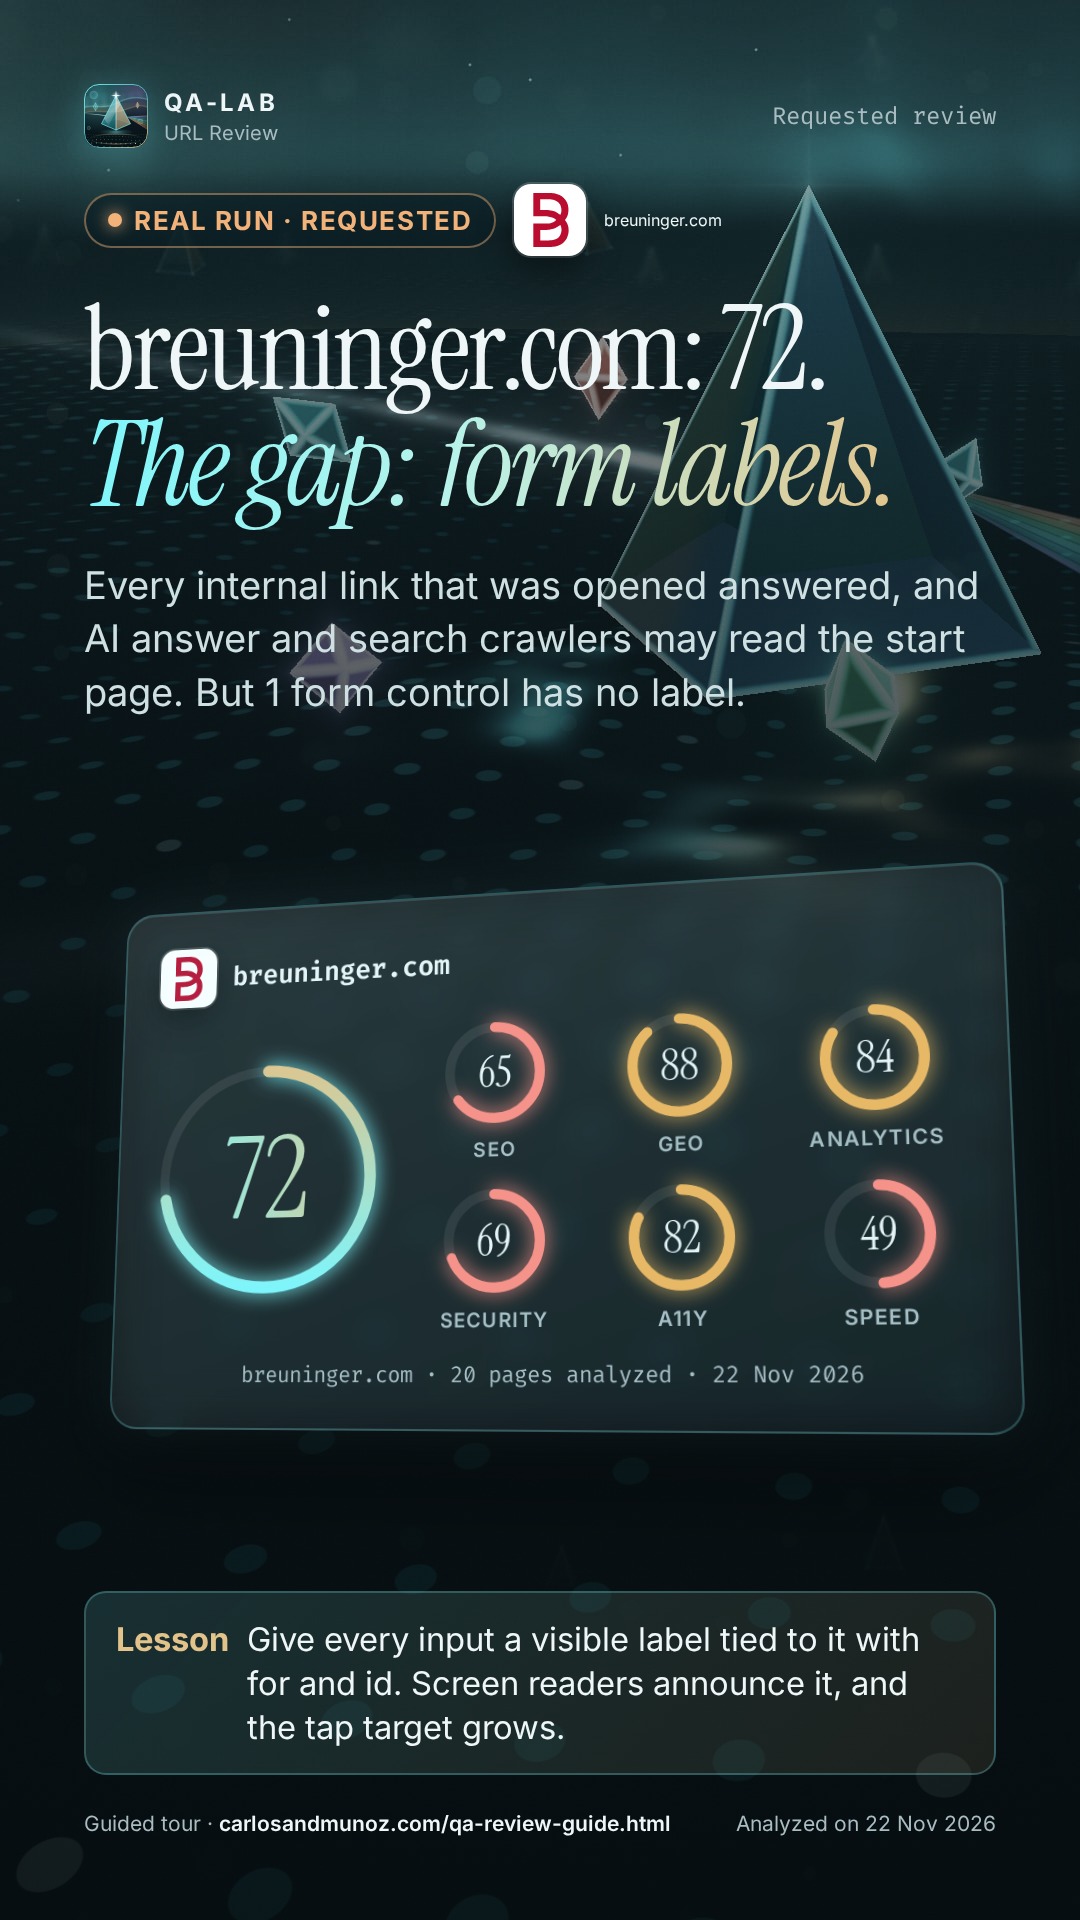 QA-LAB
URL Review
Requested review
REAL RUN · REQUESTED
B
breuninger.com
breuninger.com: 72.
The gap: form labels.
Every internal link that was opened answered, and
AI answer and search crawlers may read the start
page. But 1 form control has no label.
B
breuninger.com
72
65
SEO
88
GEO
84
ANALYTICS
69
SECURITY
82
A11Y
49
SPEED
breuninger.com · 20 pages analyzed · 22 Nov 2026
Lesson Give every input a visible label tied to it with
for and id. Screen readers announce it, and
the tap target grows.
Guided tour · carlosandmunoz.com/qa-review-guide.html
Analyzed on 22 Nov 2026